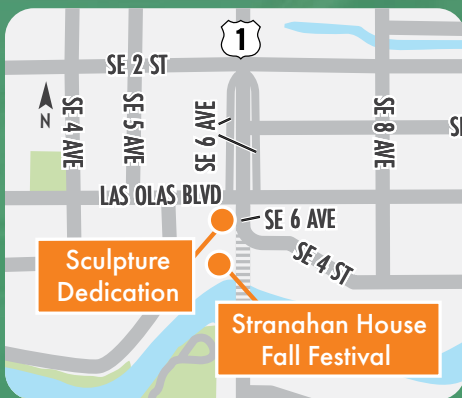 1
SE 2 ST
N
SE 4 AVE
SE 5 AVE
SE 6 AVE
SE 8 AVE
LAS OLAS BLVD
SE 6 AVE
SE 4 ST
Sculpture
Dedication
Stranahan House
Fall Festival